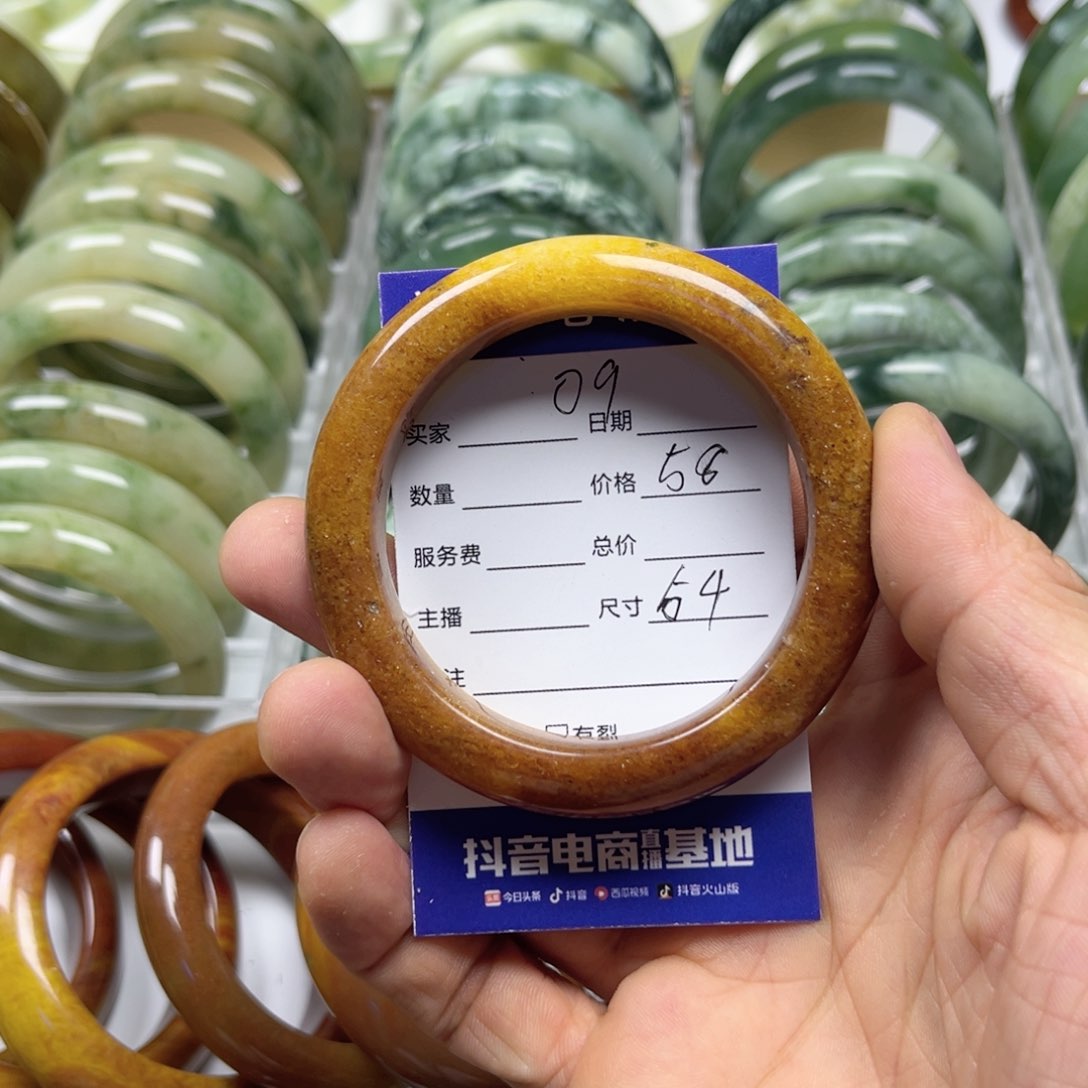 09
买家 日期
数量 价格 58
服务费 总价
主播 尺寸 54
注
有裂
抖音电商直播基地
今日头条 抖音 西瓜视频 抖音火山版